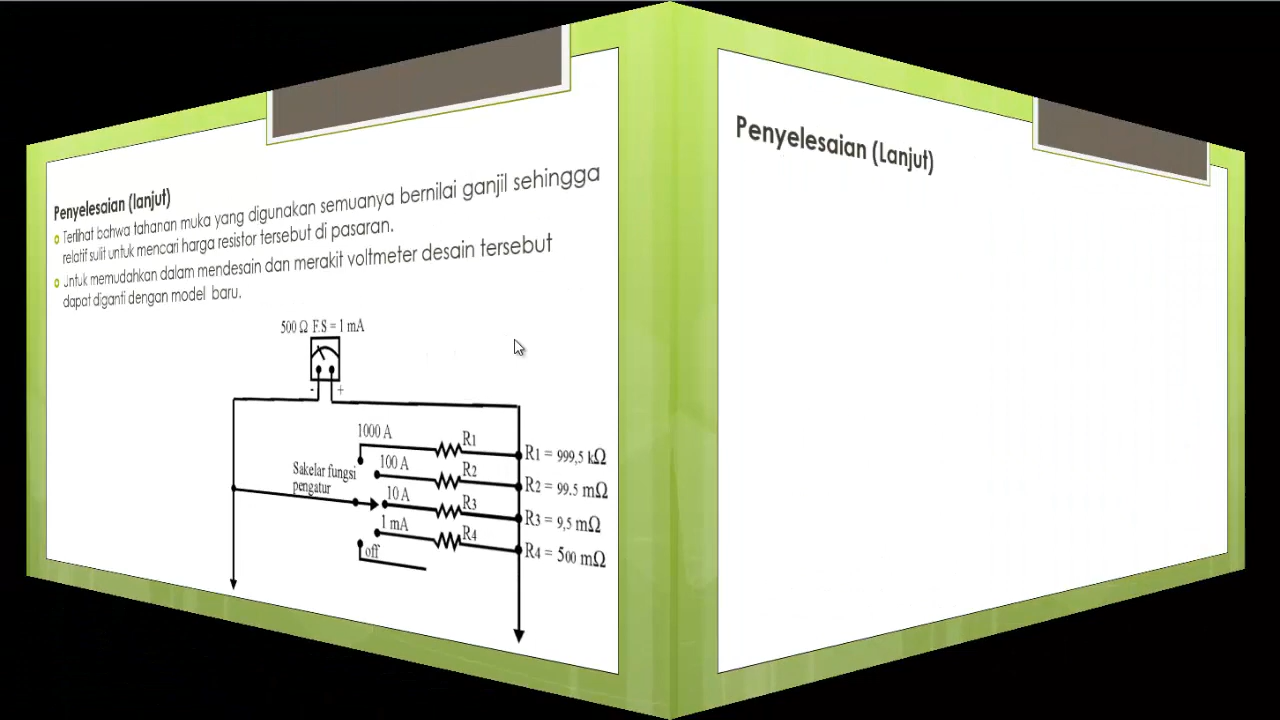 Penyelesaian (lanjut)
Terlihat bahwa tahanan muka yang digunakan semuanya bernilai ganjil sehingga
relatif sulit untuk mencari harga resistor tersebut di pasaran.
Untuk memudahkan dalam mendesain dan merakit voltmeter desain tersebut
dapat diganti dengan model baru.
500 Ω F.S = 1 mA
- +
1000 A
R1
R1 = 999,5 kΩ
100 A
R2
R2 = 99.5 mΩ
Sakelar fungsi
pengatur
10 A
R3
R3 = 9,5 mΩ
1 mA
R4
R4 = 500 mΩ
off
Penyelesaian (Lanjut)